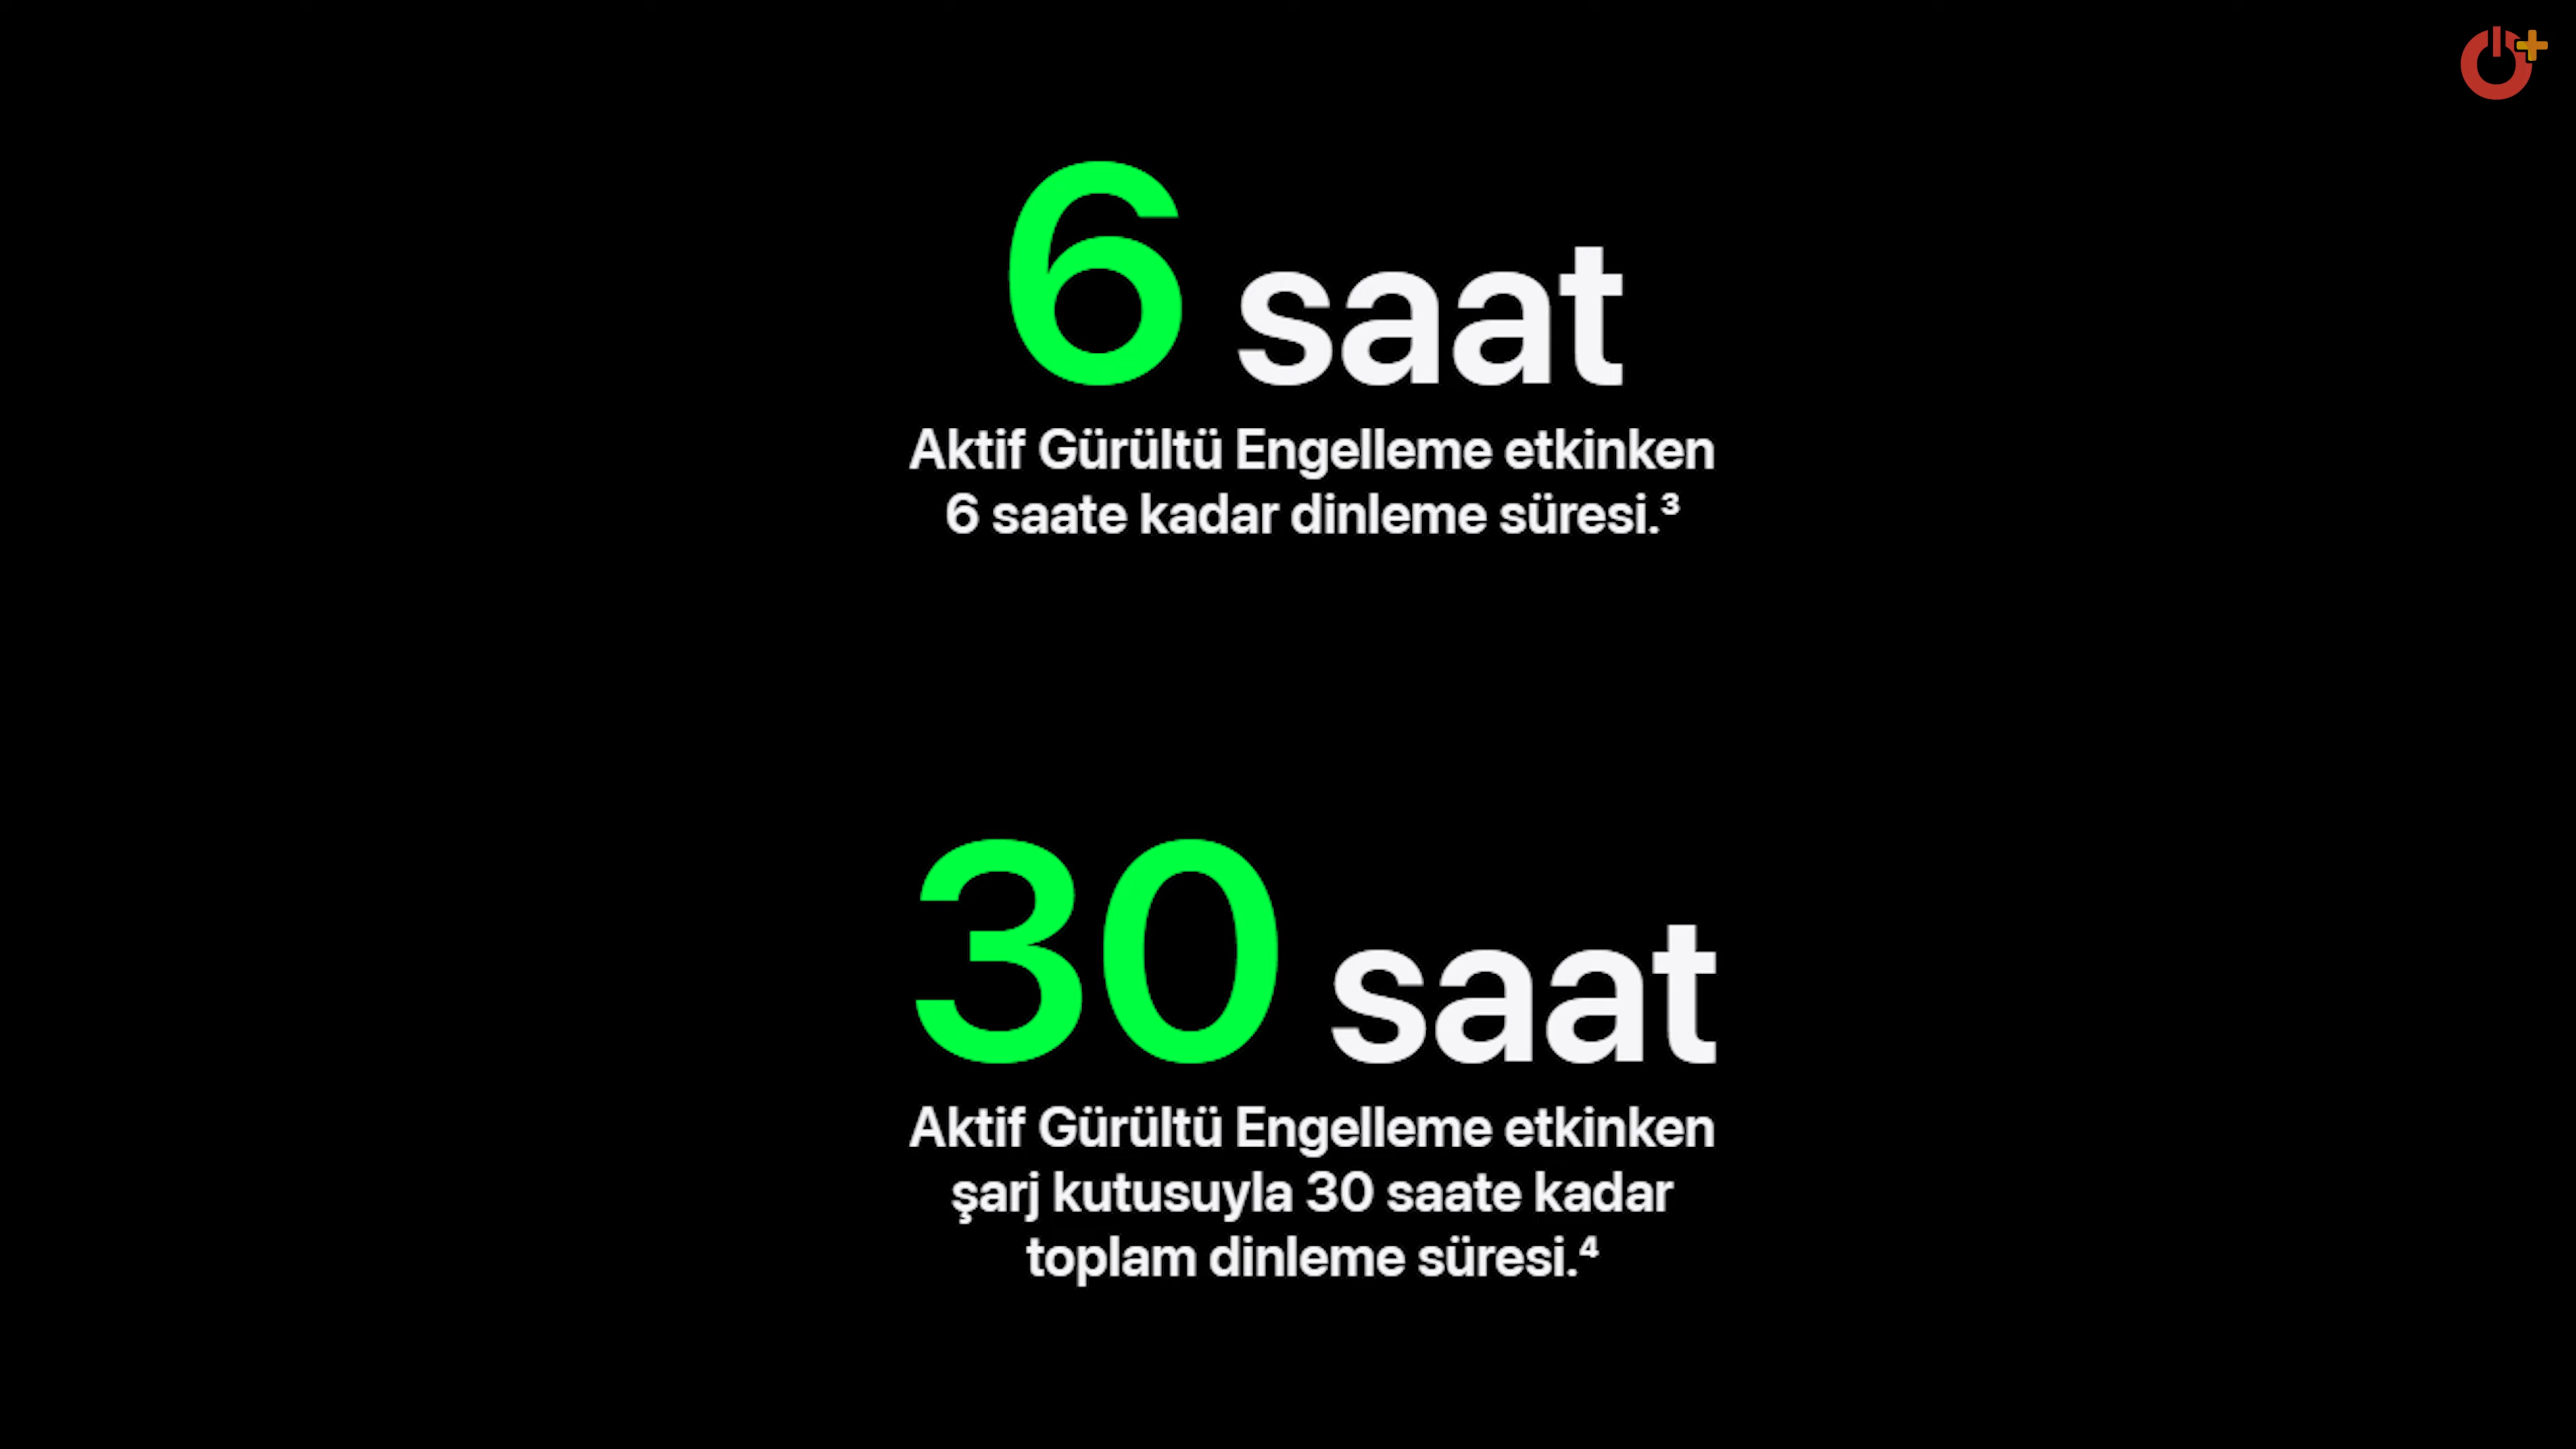 6 saat
Aktif Gürültü Engelleme etkinken
6 saate kadar dinleme süresi.³
30 saat
Aktif Gürültü Engelleme etkinken
şarj kutusuyla 30 saate kadar
toplam dinleme süresi.⁴